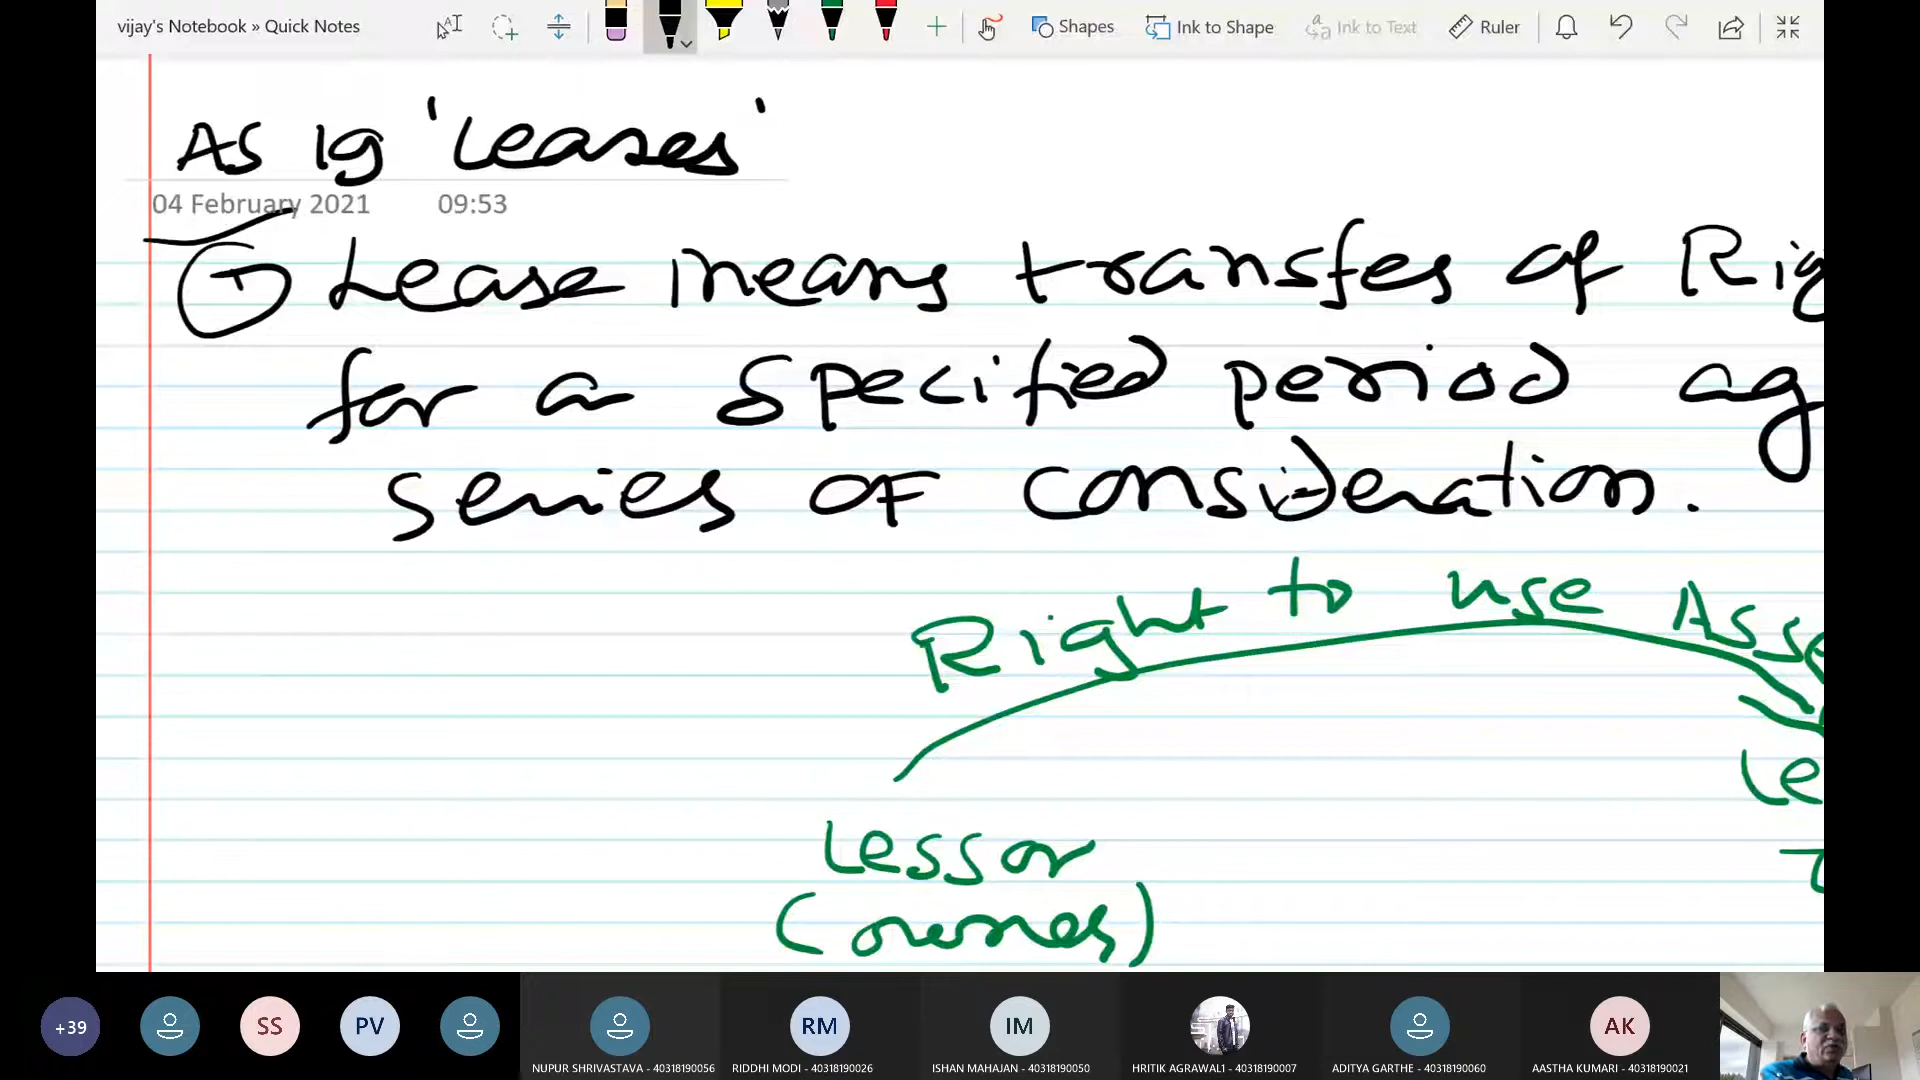 vijay's Notebook » Quick Notes
Shapes
Ink to Shape
Ink to Text
Ruler
As 19 'Leases'
04 February 2021 09:53
① Lease means transfer of Rig
for a specified period ag
series of consideration.
Right to use Asse
Le
Lessor
(owner)
+39
SS
PV
RM
IM
AK
NUPUR SHRIVASTAVA - 40318190056
RIDDHI MODI - 40318190026
ISHAN MAHAJAN - 40318190050
HRITIK AGRAWAL1 - 40318190007
ADITYA GARTHE - 40318190060
AASTHA KUMARI - 40318190021